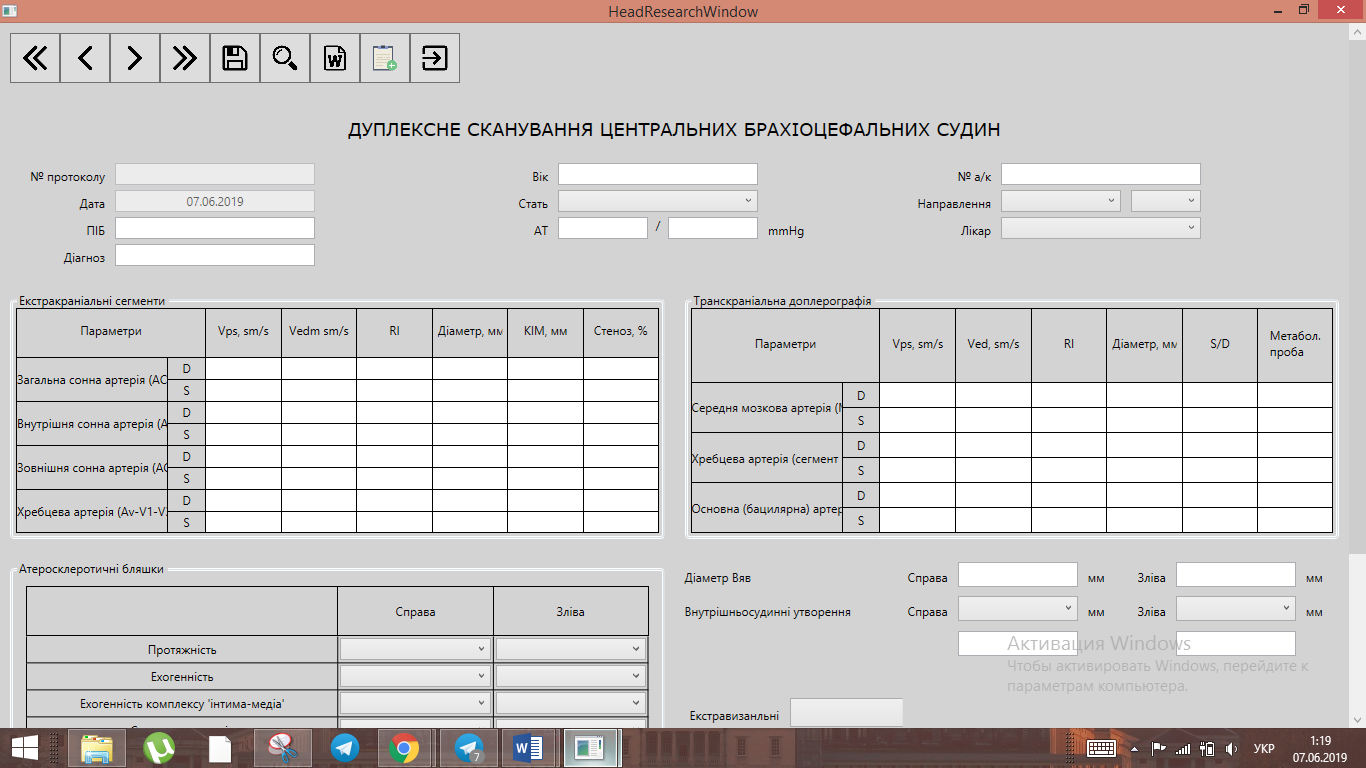 HeadResearchWindow
ДУПЛЕКСНЕ СКАНУВАННЯ ЦЕНТРАЛЬНИХ БРАХІОЦЕФАЛЬНИХ СУДИН
№ протоколу Вік № а/к
Дата 07.06.2019 Стать Направлення
ПІБ АТ / mmHg Лікар
Діагноз
Екстракраніальні сегменти
Параметри Vps, sm/s Vedm sm/s RI Діаметр, мм КІМ, мм Стеноз, %
Загальна сонна артерія (АС D
S
Внутрішня сонна артерія (А D
S
Зовнішня сонна артерія (АС D
S
Хребцева артерія (Av-V1-V D
S
Транскраніальна доплерографія
Параметри Vps, sm/s Ved, sm/s RI Діаметр, мм S/D Метабол.
проба
Середня мозкова артерія ( D
S
Хребцева артерія (сегмент D
S
Основна (бацилярна) артер D
S
Атеросклеротичні бляшки
Справа Зліва
Протяжність
Ехогенність
Ехогенність комплексу 'інтима-медіа'
Діаметр Вяв Справа мм Зліва мм
Внутрішньосудинні утворення Справа мм Зліва мм
Екстравизанльні
Активация Windows
Чтобы активировать Windows, перейдите к
параметрам компьютера.
7
УКР
1:19
07.06.2019